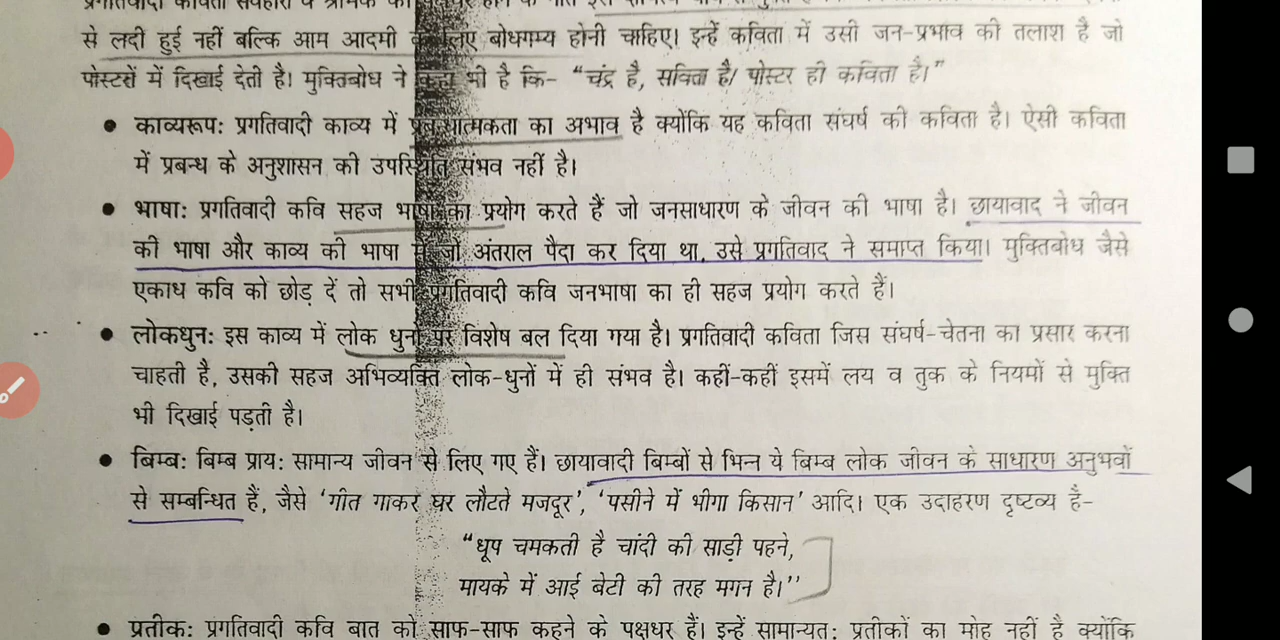 प्रगतिवादी कविता सर्वहारा व श्रमिक की
से लदी हुई नहीं बल्कि आम आदमी के लिए बोधगम्य होनी चाहिए। इन्हें कविता में उसी जन-प्रभाव की तलाश है जो
पोस्टरों में दिखाई देती है। मुक्तिबोध ने कहा भी है कि- “चंद्र है, सविता है/ पोस्टर ही कविता है।”
• काव्यरूप: प्रगतिवादी काव्य में प्रबन्धात्मकता का अभाव है क्योंकि यह कविता संघर्ष की कविता है। ऐसी कविता
में प्रबन्ध के अनुशासन की उपस्थिति संभव नहीं है।
• भाषा: प्रगतिवादी कवि सहज भाषा का प्रयोग करते हैं जो जनसाधारण के जीवन की भाषा है। छायावाद ने जीवन
की भाषा और काव्य की भाषा में जो अंतराल पैदा कर दिया था, उसे प्रगतिवाद ने समाप्त किया। मुक्तिबोध जैसे
एकाध कवि को छोड़ दें तो सभी प्रगतिवादी कवि जनभाषा का ही सहज प्रयोग करते हैं।
• लोकधुन: इस काव्य में लोक धुनों पर विशेष बल दिया गया है। प्रगतिवादी कविता जिस संघर्ष-चेतना का प्रसार करना
चाहती है, उसकी सहज अभिव्यक्ति लोक-धुनों में ही संभव है। कहीं-कहीं इसमें लय व तुक के नियमों से मुक्ति
भी दिखाई पड़ती है।
• बिम्ब: बिम्ब प्राय: सामान्य जीवन से लिए गए हैं। छायावादी बिम्बों से भिन्न ये बिम्ब लोक जीवन के साधारण अनुभवों
से सम्बन्धित हैं, जैसे ‘गीत गाकर घर लौटते मजदूर’, ‘पसीने में भीगा किसान’ आदि। एक उदाहरण दृष्टव्य है-
“धूप चमकती है चांदी की साड़ी पहने,
मायके में आई बेटी की तरह मगन है।’’
• प्रतीक: प्रगतिवादी कवि बात को साफ-साफ कहने के पक्षधर हैं। इन्हें सामान्यत: प्रतीकों का मोह नहीं है क्योंकि